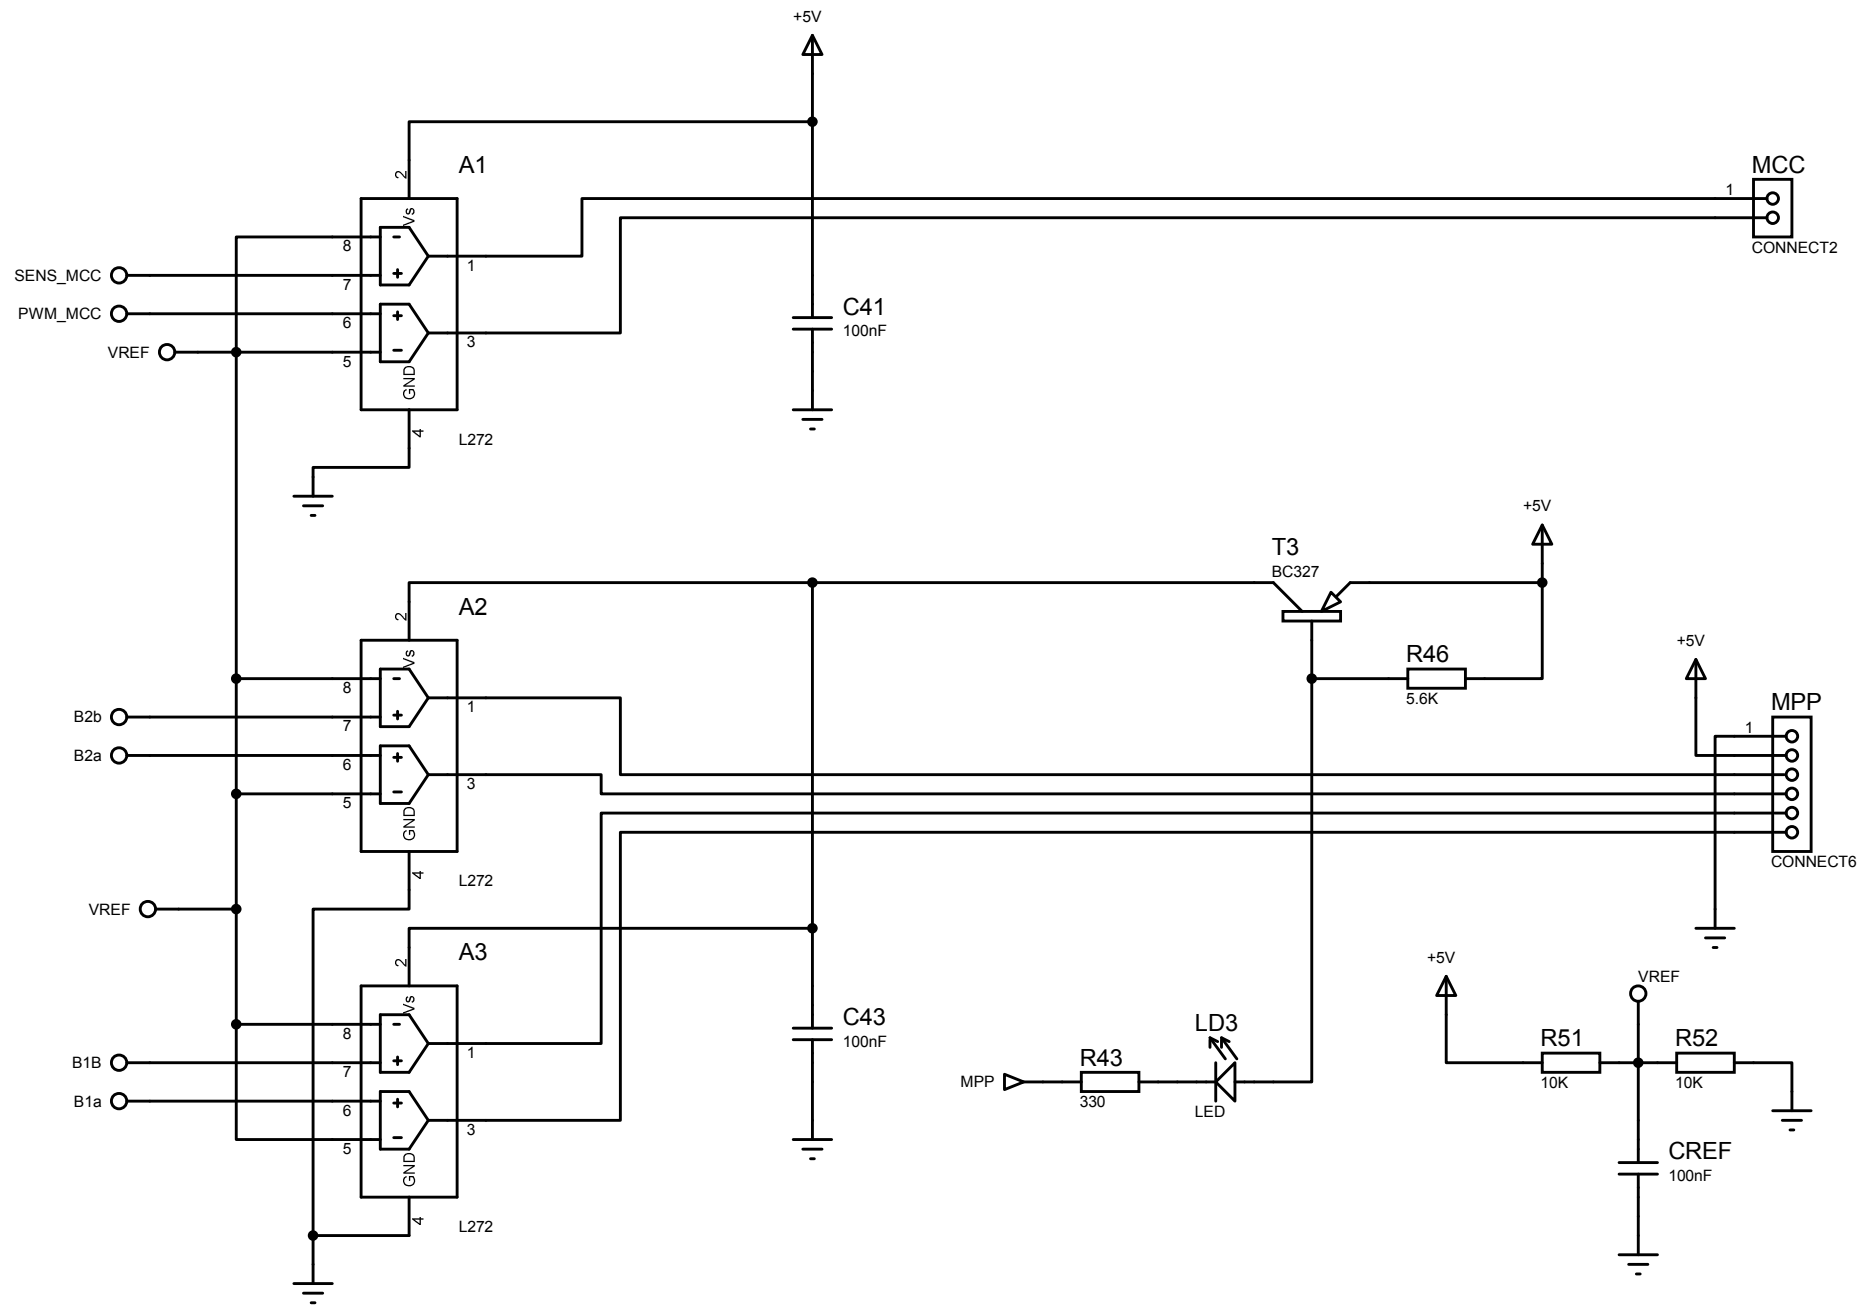 +5V
A1
2
Vs
MCC
1
CONNECT2
8
SENS_MCC
7
1
PWM_MCC
6
VREF
5
3
GND
4
L272
C41
100nF
+5V
T3
BC327
A2
2
Vs
R46
5.6K
+5V
MPP
1
CONNECT6
8
B2b
7
1
B2a
6
5
3
GND
4
L272
VREF
A3
2
Vs
8
B1B
7
1
B1a
6
5
3
GND
4
L272
C43
100nF
LD3
LED
R43
330
MPP
+5V
VREF
R51
10K
R52
10K
CREF
100nF